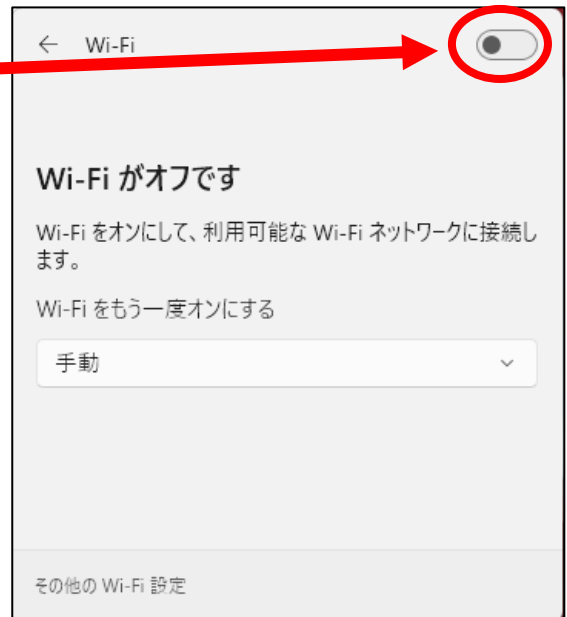 Wi-Fi
Wi-Fi がオフです
Wi-Fi をオンにして、利用可能な Wi-Fi ネットワークに接続し
ます。
Wi-Fi をもう一度オンにする
手動
その他の Wi-Fi 設定